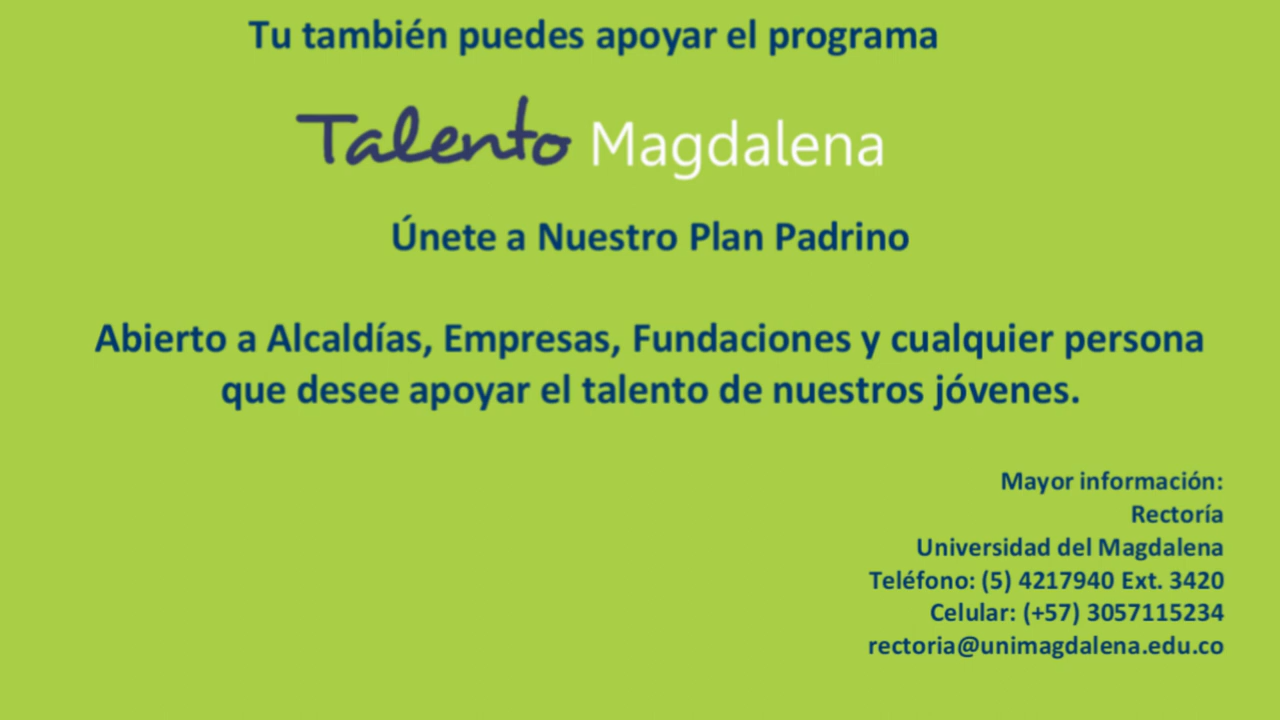 Tu también puedes apoyar el programa
Talento Magdalena
Únete a Nuestro Plan Padrino
Abierto a Alcaldías, Empresas, Fundaciones y cualquier persona
que desee apoyar el talento de nuestros jóvenes.
Mayor información:
Rectoría
Universidad del Magdalena
Teléfono: (5) 4217940 Ext. 3420
Celular: (+57) 3057115234
rectoria@unimagdalena.edu.co